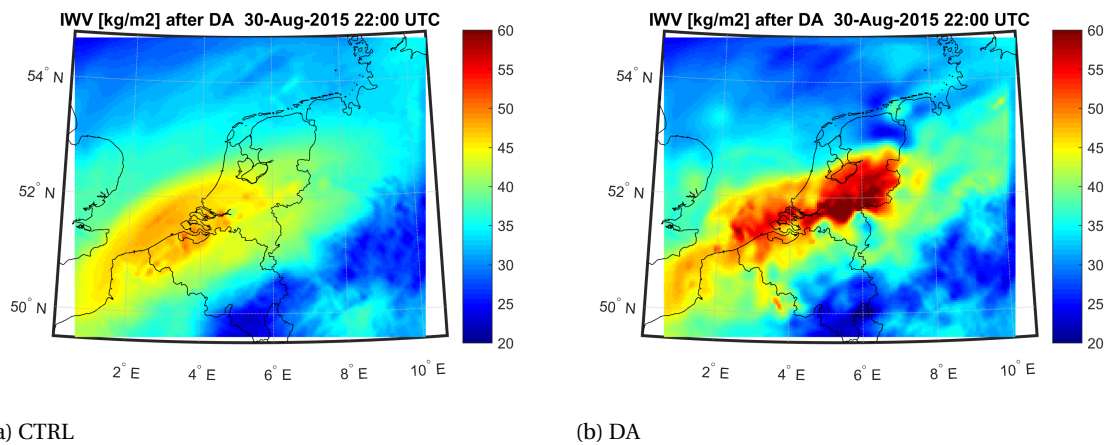 IWV [kg/m2] after DA  30-Aug-2015 22:00 UTC
60
55
50
45
40
35
30
25
20
54° N
52° N
50° N
2° E
4° E
6° E
8° E
10° E
a) CTRL
IWV [kg/m2] after DA  30-Aug-2015 22:00 UTC
60
55
50
45
40
35
30
25
20
54° N
52° N
50° N
2° E
4° E
6° E
8° E
10° E
(b) DA